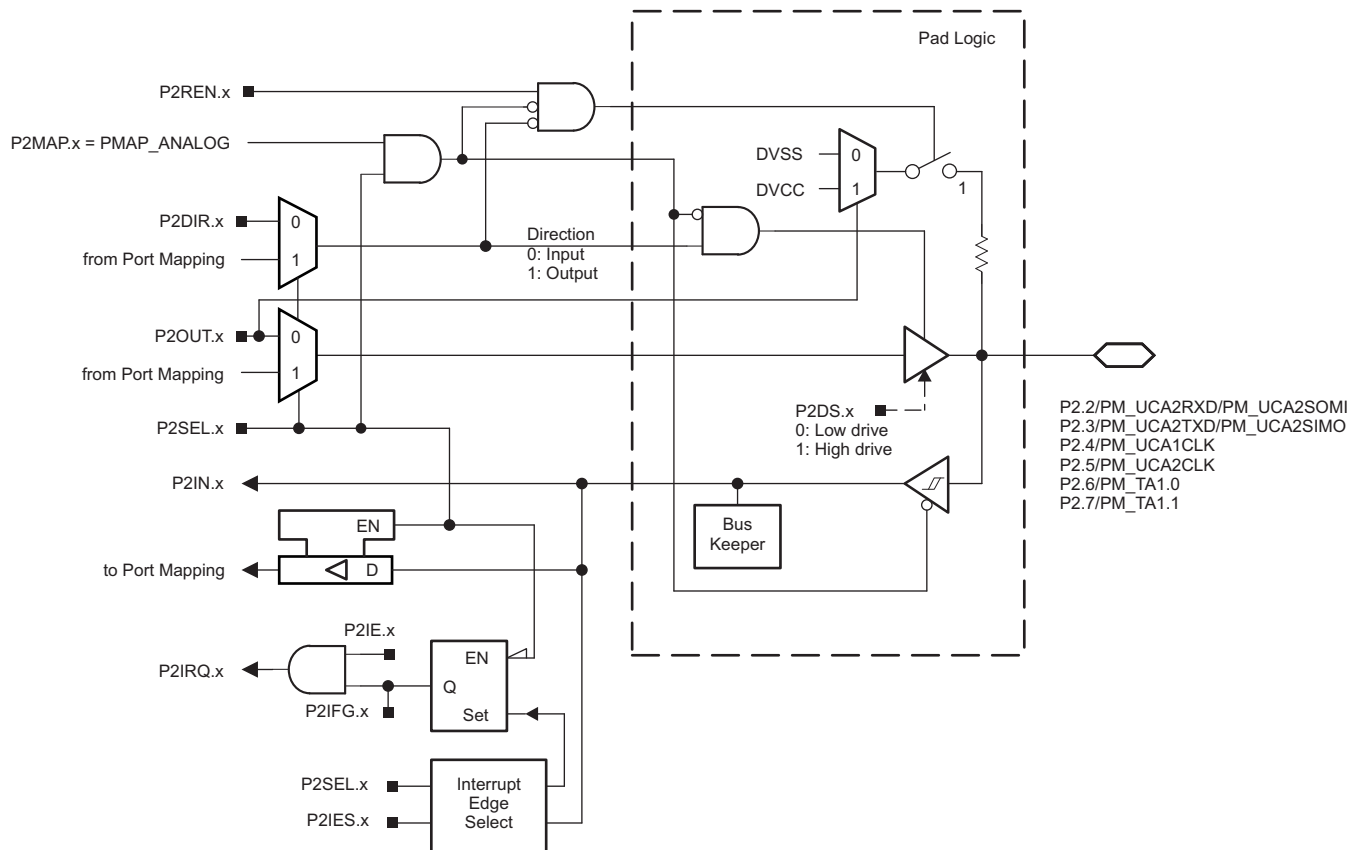 Pad Logic
P2REN.x
P2MAP.x = PMAP_ANALOG
DVSS
0
DVCC
1
1
P2DIR.x
0
from Port Mapping
1
Direction
0: Input
1: Output
P2OUT.x
0
from Port Mapping
1
P2SEL.x
P2DS.x
0: Low drive
1: High drive
P2.2/PM_UCA2RXD/PM_UCA2SOMI
P2.3/PM_UCA2TXD/PM_UCA2SIMO
P2.4/PM_UCA1CLK
P2.5/PM_UCA2CLK
P2.6/PM_TA1.0
P2.7/PM_TA1.1
P2IN.x
Bus
Keeper
EN
to Port Mapping
D
P2IE.x
P2IRQ.x
EN
Q
P2IFG.x
Set
P2SEL.x
P2IES.x
Interrupt
Edge
Select